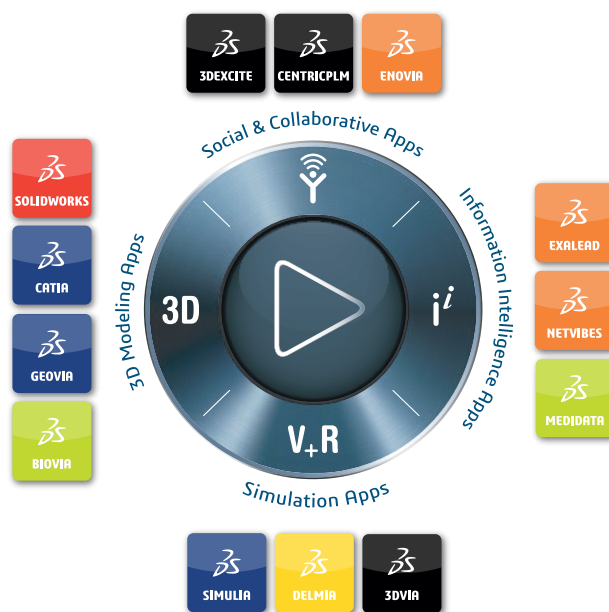 3DEXCITE
CENTRICPLM
ENOVIA
Social & Collaborative Apps
SOLIDWORKS
CATIA
GEOVIA
BIOVIA
3D Modeling Apps
3D
i i
V+R
Information Intelligence Apps
EXALEAD
NETVIBES
MEDIDATA
Simulation Apps
SIMULIA
DELMIA
3DVIA